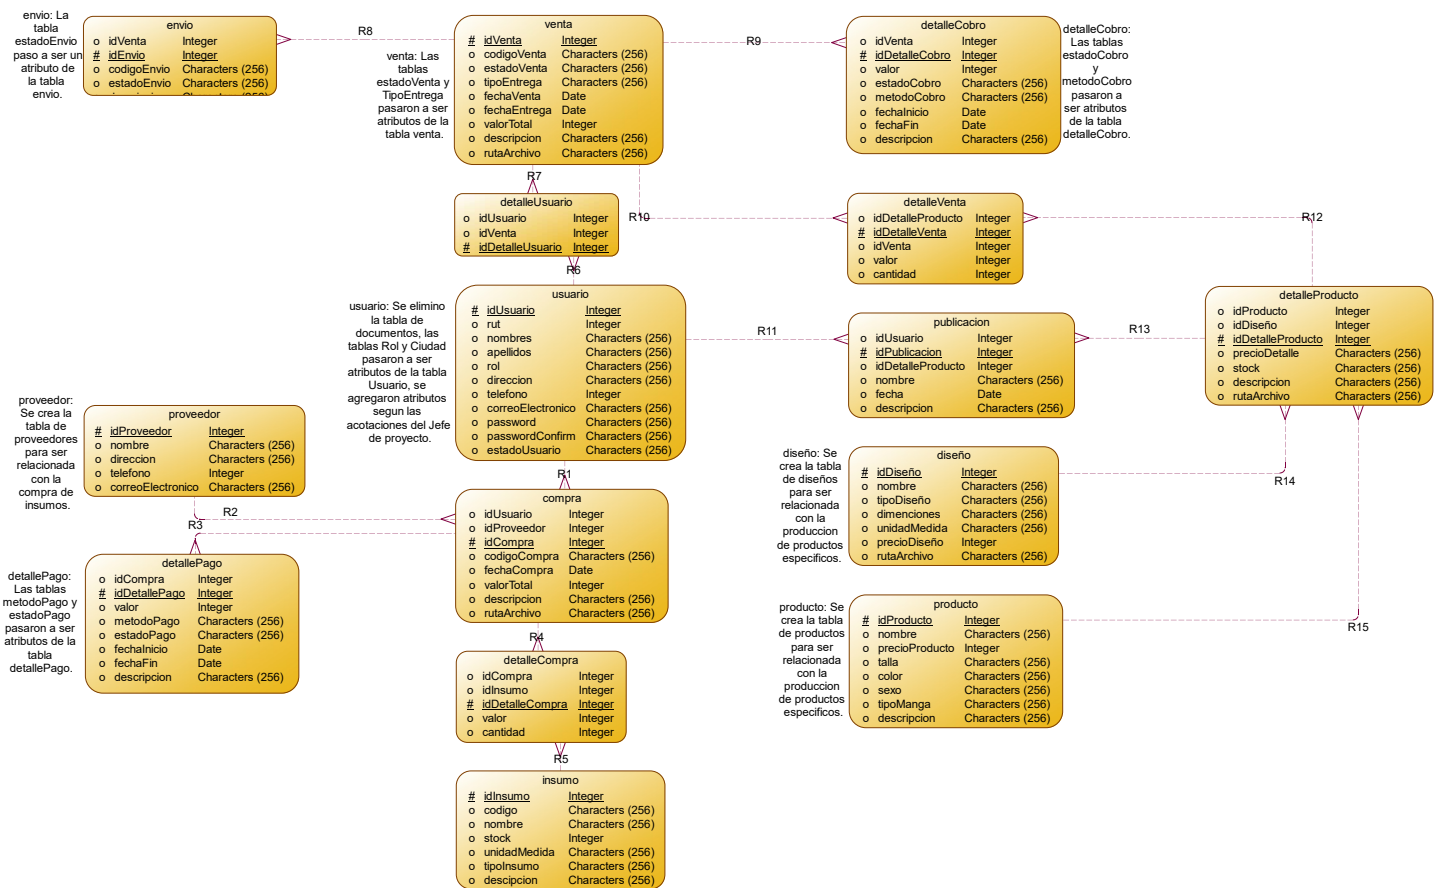 envio: La
tabla
estadoEnvio
paso a ser un
atributo de
la tabla
envio.
envio
o idVenta Integer
# idEnvio Integer
o codigoEnvio Characters (256)
o estadoEnvio Characters (256)
R8
venta: Las
tablas
estadoVenta y
TipoEntrega
pasaron a ser
atributos de la
tabla venta.
venta
# idVenta Integer
o codigoVenta Characters (256)
o estadoVenta Characters (256)
o tipoEntrega Characters (256)
o fechaVenta Date
o fechaEntrega Date
o valorTotal Integer
o descripcion Characters (256)
o rutaArchivo Characters (256)
R9
detalleCobro
o idVenta Integer
# idDetalleCobro Integer
o valor Integer
o estadoCobro Characters (256)
o metodoCobro Characters (256)
o fechaInicio Date
o fechaFin Date
o descripcion Characters (256)
detalleCobro:
Las tablas
estadoCobro
y
metodoCobro
pasaron a
ser atributos
de la tabla
detalleCobro.
R7
detalleUsuario
o idUsuario Integer
o idVenta Integer
# idDetalleUsuario Integer
R6
R10
detalleVenta
o idDetalleProducto Integer
# idDetalleVenta Integer
o idVenta Integer
o valor Integer
o cantidad Integer
R12
usuario: Se elimino
la tabla de
documentos, las
tablas Rol y Ciudad
pasaron a ser
atributos de la tabla
Usuario, se
agregaron atributos
segun las
acotaciones del Jefe
de proyecto.
usuario
# idUsuario Integer
o rut Integer
o nombres Characters (256)
o apellidos Characters (256)
o rol Characters (256)
o direccion Characters (256)
o telefono Integer
o correoElectronico Characters (256)
o password Characters (256)
o passwordConfirm Characters (256)
o estadoUsuario Characters (256)
R11
publicacion
o idUsuario Integer
# idPublicacion Integer
o idDetalleProducto Integer
o nombre Characters (256)
o fecha Date
o descripcion Characters (256)
R13
detalleProducto
o idProducto Integer
o idDiseño Integer
# idDetalleProducto Integer
o precioDetalle Characters (256)
o stock Characters (256)
o descripcion Characters (256)
o rutaArchivo Characters (256)
proveedor:
Se crea la
tabla de
proveedores
para ser
relacionada
con la
compra de
insumos.
proveedor
# idProveedor Integer
o nombre Characters (256)
o direccion Characters (256)
o telefono Integer
o correoElectronico Characters (256)
R1
R2
R3
compra
o idUsuario Integer
o idProveedor Integer
# idCompra Integer
o codigoCompra Characters (256)
o fechaCompra Date
o valorTotal Integer
o descripcion Characters (256)
o rutaArchivo Characters (256)
diseño: Se
crea la tabla
de diseños
para ser
relacionada
con la
produccion
de productos
especificos.
diseño
# idDiseño Integer
o nombre Characters (256)
o tipoDiseño Characters (256)
o dimenciones Characters (256)
o unidadMedida Characters (256)
o precioDiseño Integer
o rutaArchivo Characters (256)
R14
detallePago:
Las tablas
metodoPago y
estadoPago
pasaron a ser
atributos de la
tabla
detallePago.
detallePago
o idCompra Integer
# idDetallePago Integer
o valor Integer
o metodoPago Characters (256)
o estadoPago Characters (256)
o fechaInicio Date
o fechaFin Date
o descripcion Characters (256)
R4
detalleCompra
o idCompra Integer
o idInsumo Integer
# idDetalleCompra Integer
o valor Integer
o cantidad Integer
R5
producto: Se
crea la tabla
de productos
para ser
relacionada
con la
produccion
de productos
especificos.
producto
# idProducto Integer
o nombre Characters (256)
o precioProducto Integer
o talla Characters (256)
o color Characters (256)
o sexo Characters (256)
o tipoManga Characters (256)
o descripcion Characters (256)
R15
insumo
# idInsumo Integer
o codigo Characters (256)
o nombre Characters (256)
o stock Integer
o unidadMedida Characters (256)
o tipoInsumo Characters (256)
o descipcion Characters (256)